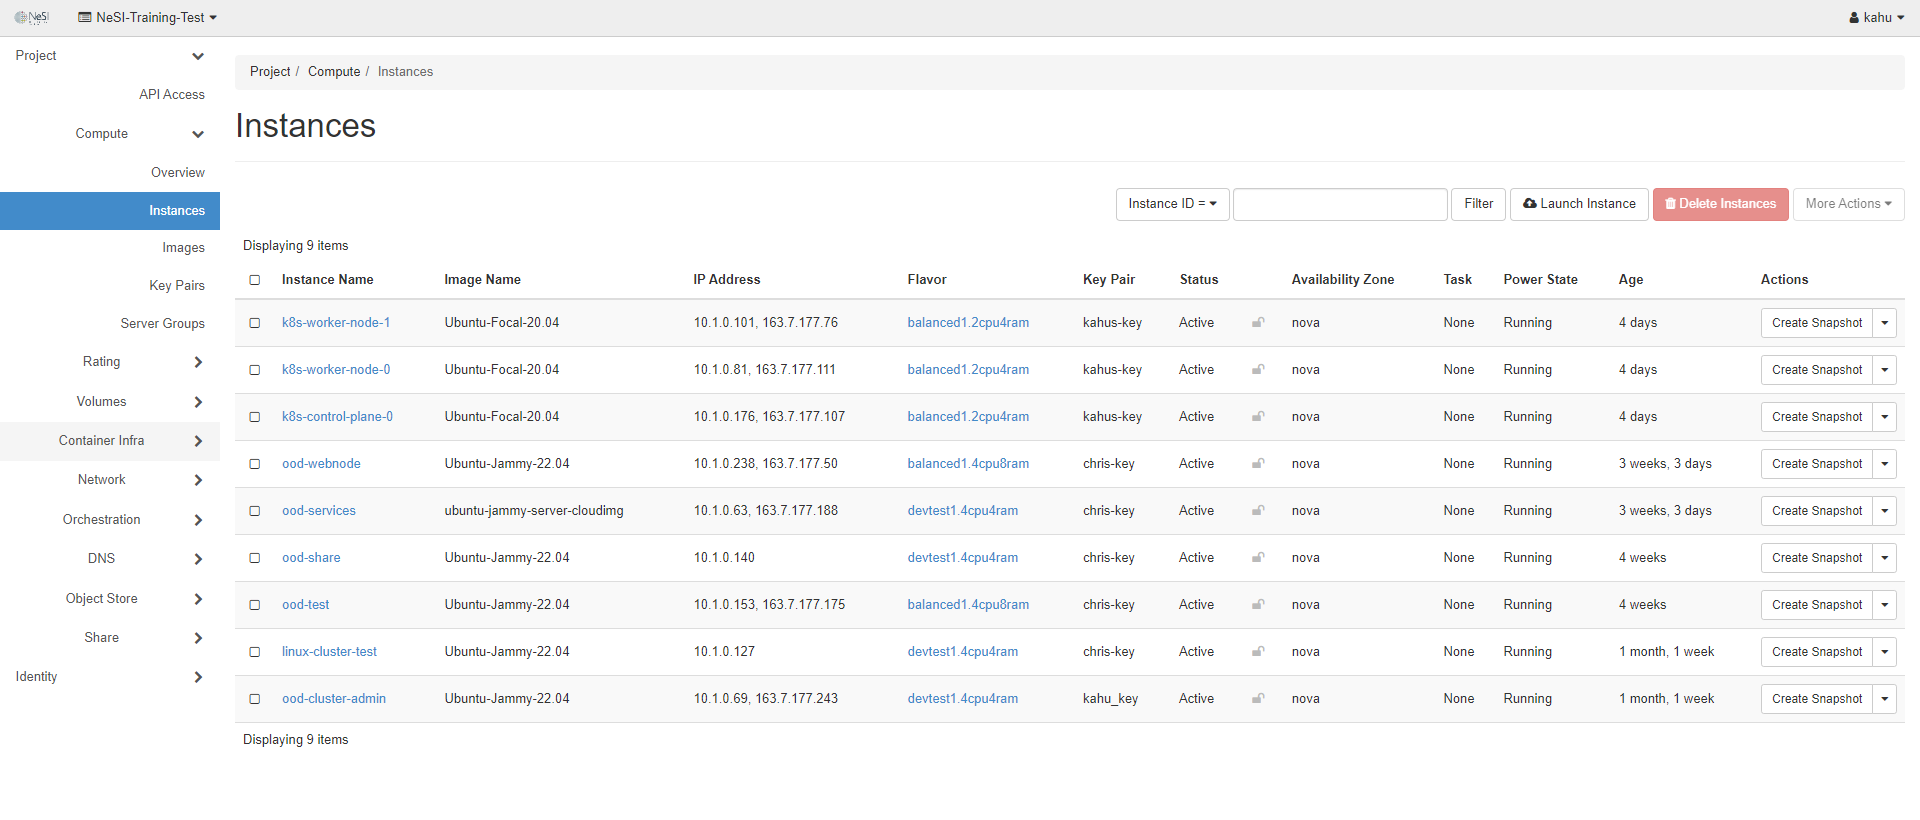 NeSI NeSI-Training-Test kahu
Project
API Access
Compute
Overview
Instances
Images
Key Pairs
Server Groups
Rating
Volumes
Container Infra
Network
Orchestration
DNS
Object Store
Share
Identity
Project / Compute / Instances
Instances
Instance ID = Filter Launch Instance Delete Instances More Actions
Displaying 9 items
Instance Name Image Name IP Address Flavor Key Pair Status Availability Zone Task Power State Age Actions
k8s-worker-node-1 Ubuntu-Focal-20.04 10.1.0.101, 163.7.177.76 balanced1.2cpu4ram kahus-key Active nova None Running 4 days Create Snapshot
k8s-worker-node-0 Ubuntu-Focal-20.04 10.1.0.81, 163.7.177.111 balanced1.2cpu4ram kahus-key Active nova None Running 4 days Create Snapshot
k8s-control-plane-0 Ubuntu-Focal-20.04 10.1.0.176, 163.7.177.107 balanced1.2cpu4ram kahus-key Active nova None Running 4 days Create Snapshot
ood-webnode Ubuntu-Jammy-22.04 10.1.0.238, 163.7.177.50 balanced1.4cpu8ram chris-key Active nova None Running 3 weeks, 3 days Create Snapshot
ood-services ubuntu-jammy-server-cloudimg 10.1.0.63, 163.7.177.188 devtest1.4cpu4ram chris-key Active nova None Running 3 weeks, 3 days Create Snapshot
ood-share Ubuntu-Jammy-22.04 10.1.0.140 devtest1.4cpu4ram chris-key Active nova None Running 4 weeks Create Snapshot
ood-test Ubuntu-Jammy-22.04 10.1.0.153, 163.7.177.175 balanced1.4cpu8ram chris-key Active nova None Running 4 weeks Create Snapshot
linux-cluster-test Ubuntu-Jammy-22.04 10.1.0.127 devtest1.4cpu4ram chris-key Active nova None Running 1 month, 1 week Create Snapshot
ood-cluster-admin Ubuntu-Jammy-22.04 10.1.0.69, 163.7.177.243 devtest1.4cpu4ram kahu_key Active nova None Running 1 month, 1 week Create Snapshot
Displaying 9 items